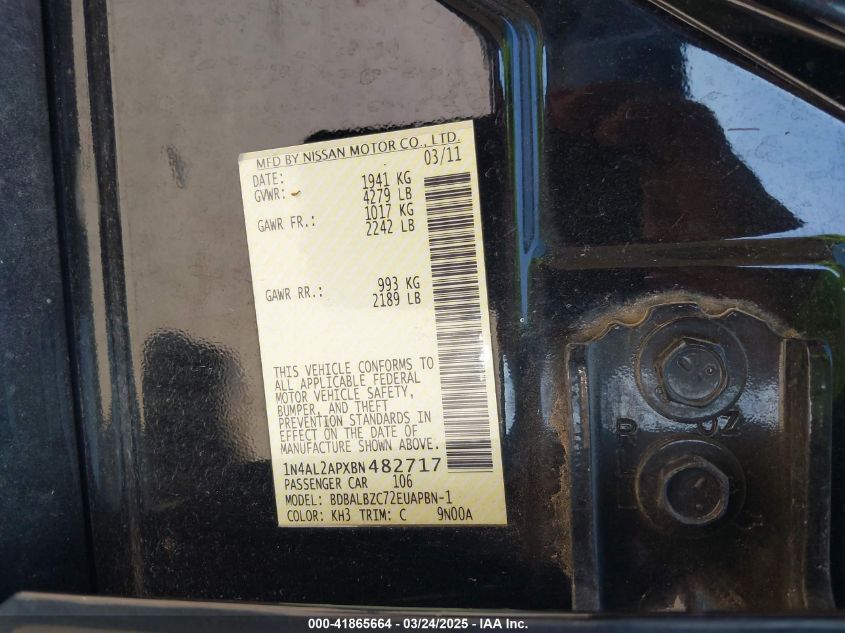 MFD BY NISSAN MOTOR CO., LTD.
DATE: 03/11
GVWR: 1941 KG
4279 LB
GAWR FR.: 1017 KG
2242 LB
GAWR RR.: 993 KG
2189 LB
THIS VEHICLE CONFORMS TO
ALL APPLICABLE FEDERAL
MOTOR VEHICLE SAFETY,
BUMPER, AND THEFT
PREVENTION STANDARDS IN
EFFECT ON THE DATE OF
MANUFACTURE SHOWN ABOVE.
1N4AL2APXBN482717
PASSENGER CAR 106
MODEL: BDBALBZC72EUAPBN-1
COLOR: KH3 TRIM: C 9N00A
000-41865664 - 03/24/2025 - IAA Inc.